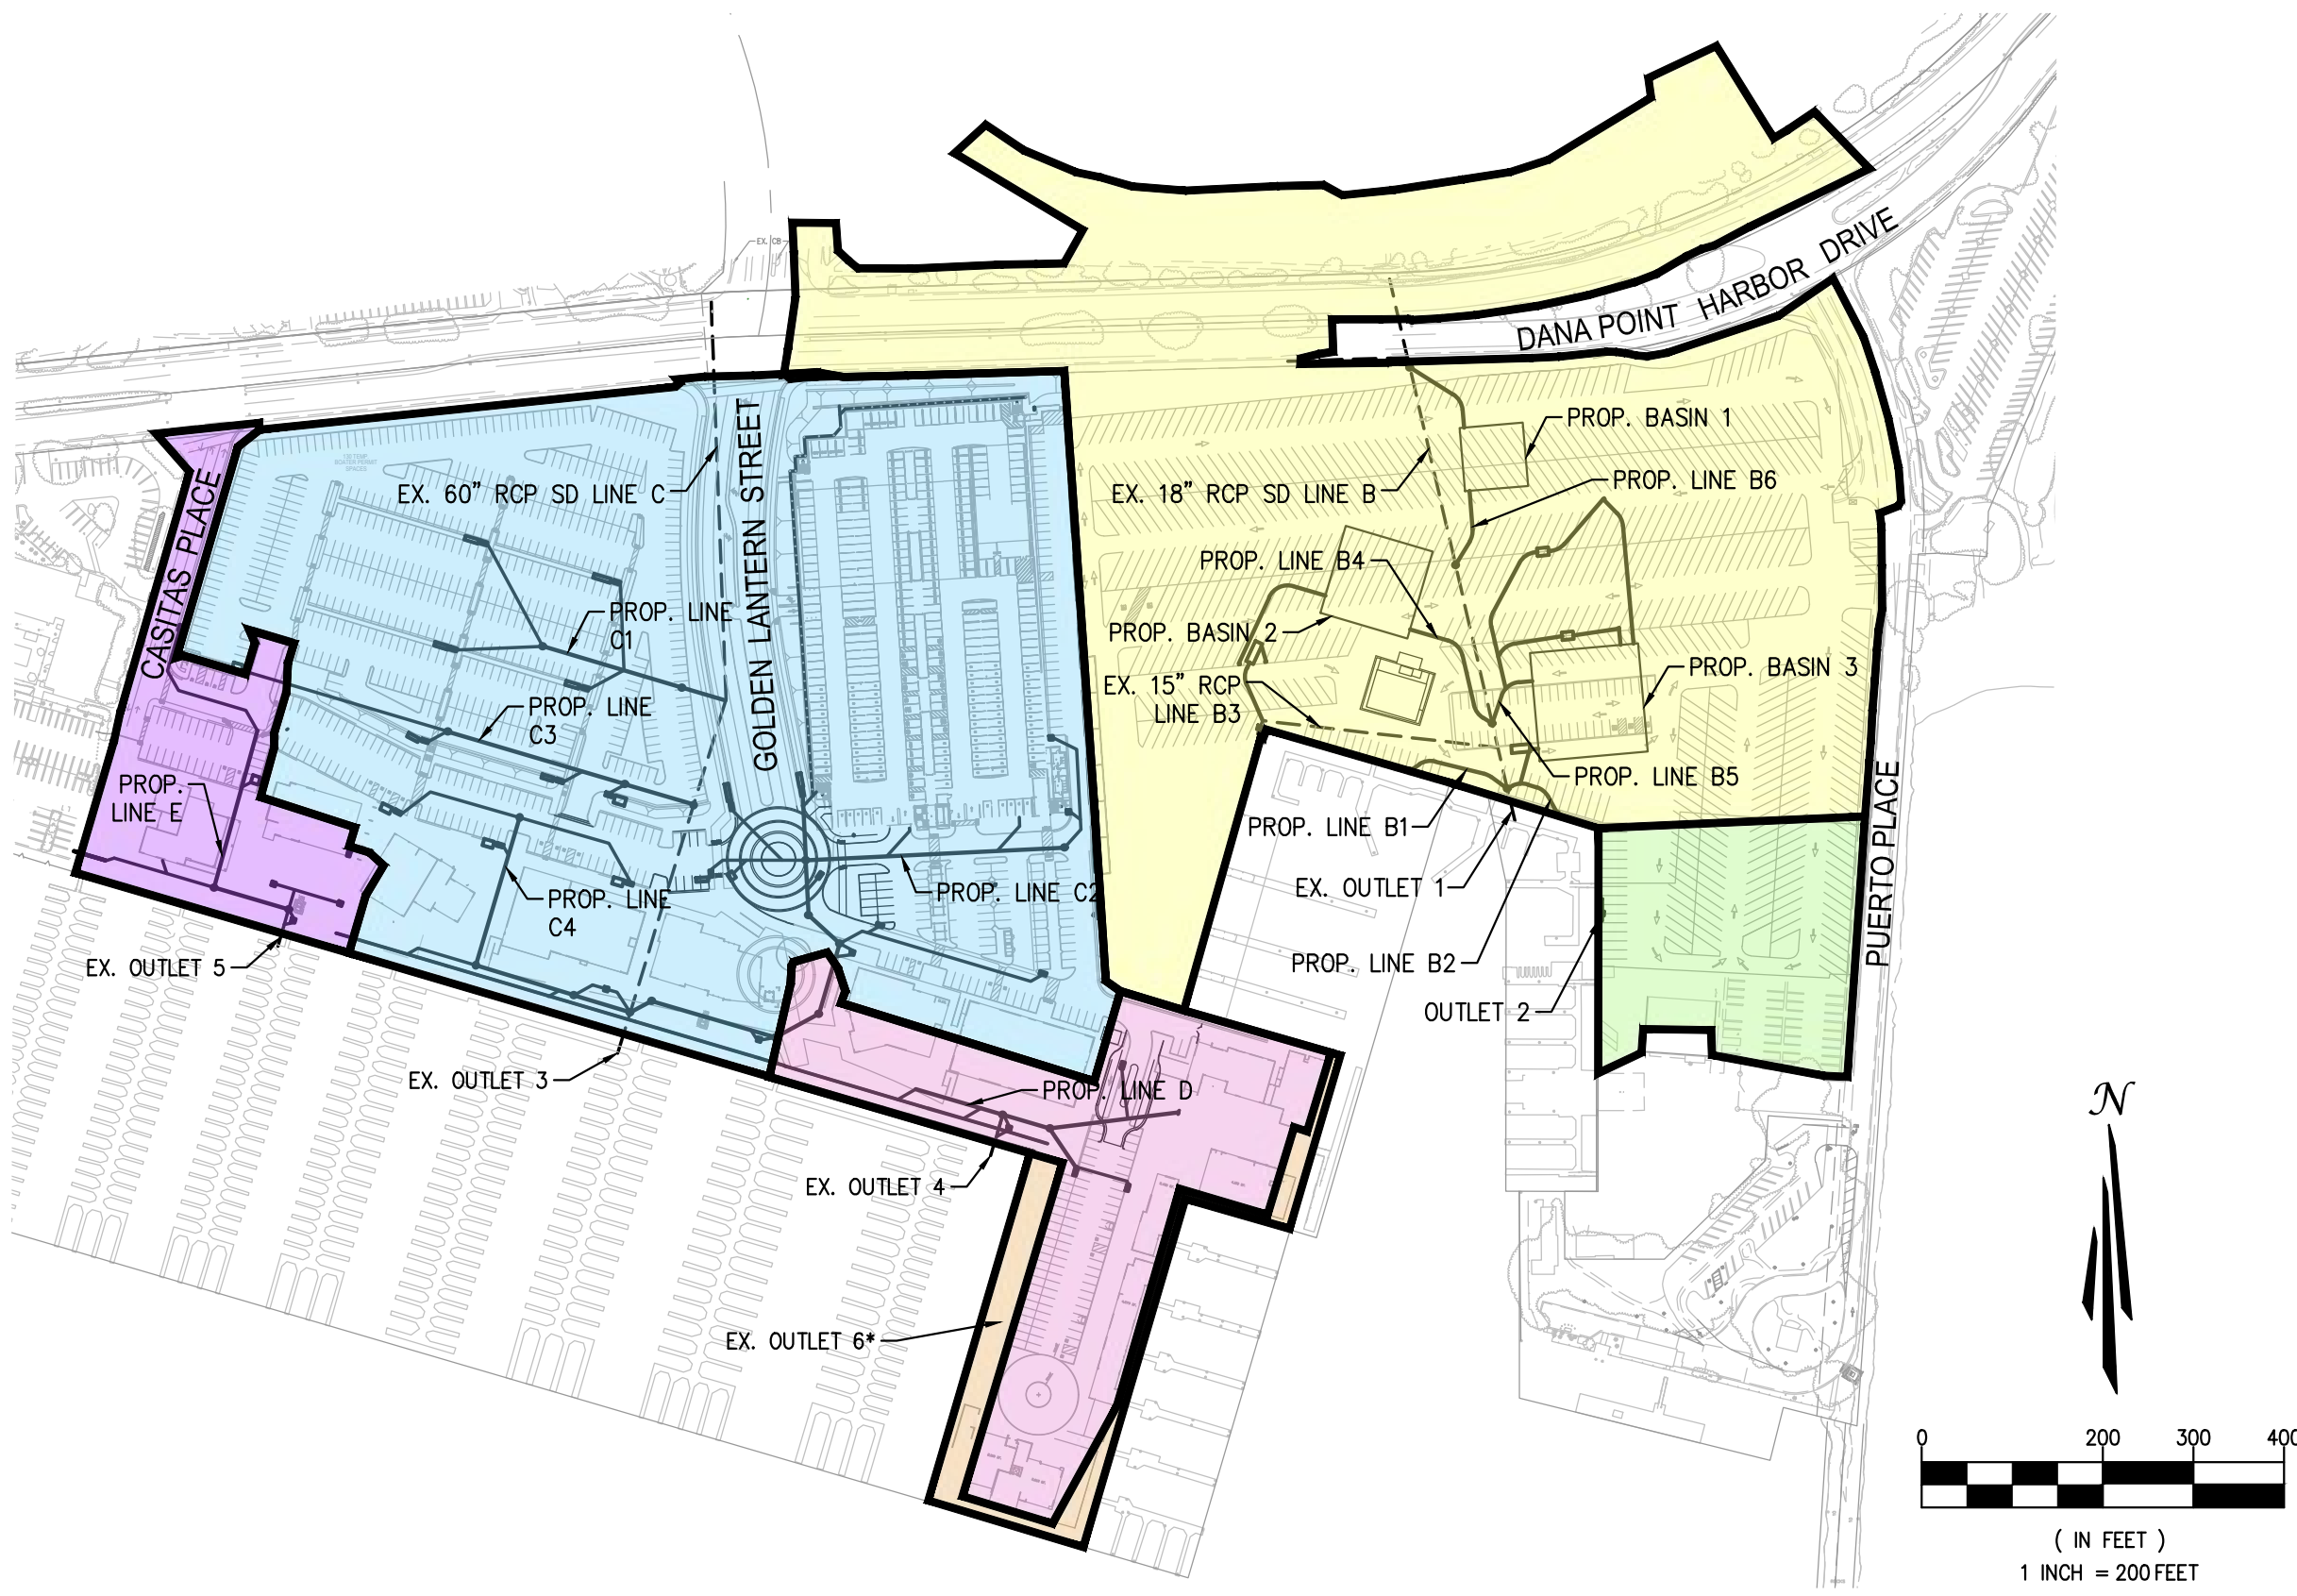 EX. CB
DANA POINT HARBOR DRIVE
PROP. BASIN 1
EX. 60” RCP SD LINE C
EX. 18” RCP SD LINE B
PROP. LINE B6
GOLDEN LANTERN STREET
CASITAS PLACE
PROP. LINE B4
PROP. LINE
C1
PROP. BASIN 2
PROP. BASIN 3
EX. 15” RCP
LINE B3
PROP. LINE
C3
PROP. LINE B5
PROP.
LINE E
PROP. LINE B1
PUERTO PLACE
EX. OUTLET 1
PROP. LINE C2
PROP. LINE
C4
PROP. LINE B2
EX. OUTLET 5
OUTLET 2
EX. OUTLET 3
PROP. LINE D
N
EX. OUTLET 4
EX. OUTLET 6*
0 200 300 400
( IN FEET )
1 INCH = 200 FEET